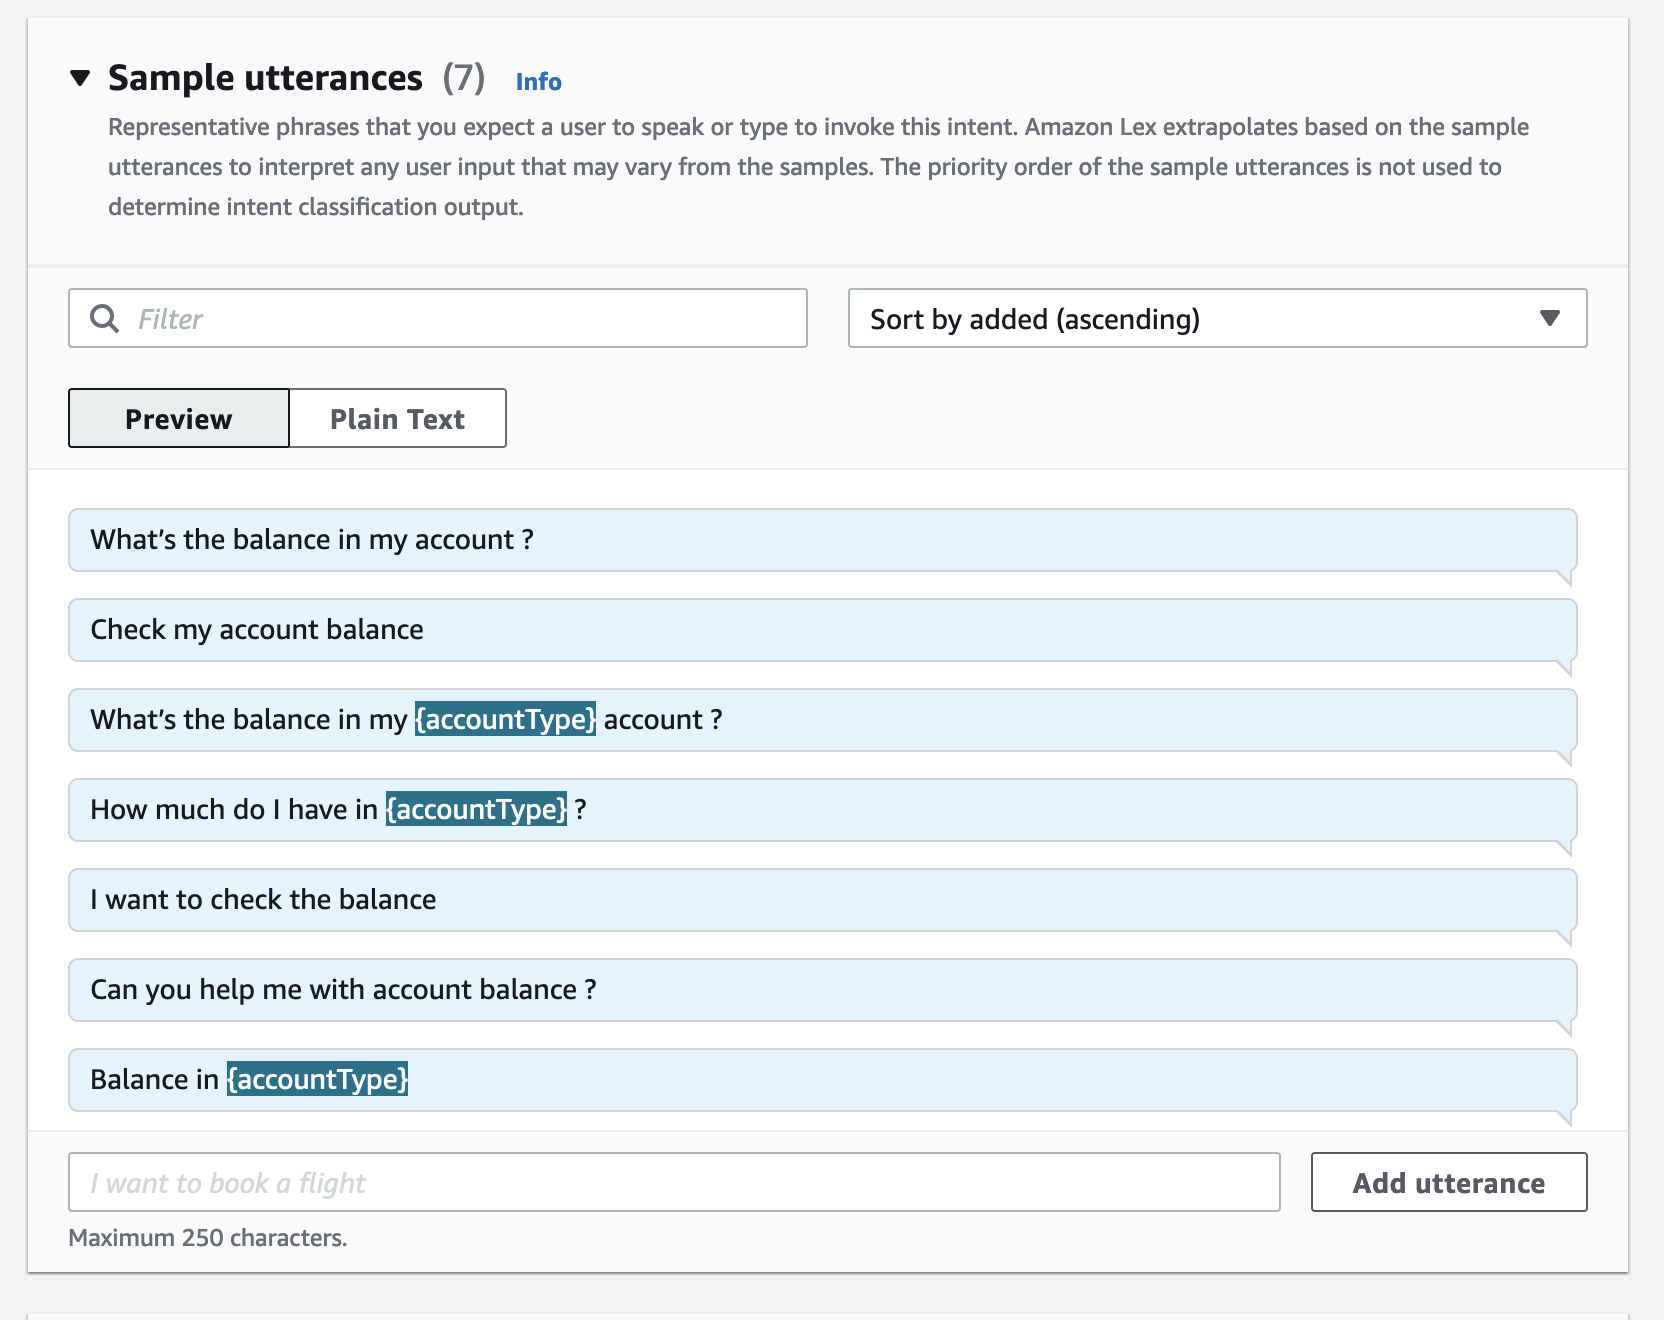 Sample utterances (7) Info
Representative phrases that you expect a user to speak or type to invoke this intent. Amazon Lex extrapolates based on the sample
utterances to interpret any user input that may vary from the samples. The priority order of the sample utterances is not used to
determine intent classification output.
Filter
Sort by added (ascending)
Preview
Plain Text
What's the balance in my account ?
Check my account balance
What's the balance in my {accountType} account ?
How much do I have in {accountType} ?
I want to check the balance
Can you help me with account balance ?
Balance in {accountType}
I want to book a flight
Add utterance
Maximum 250 characters.